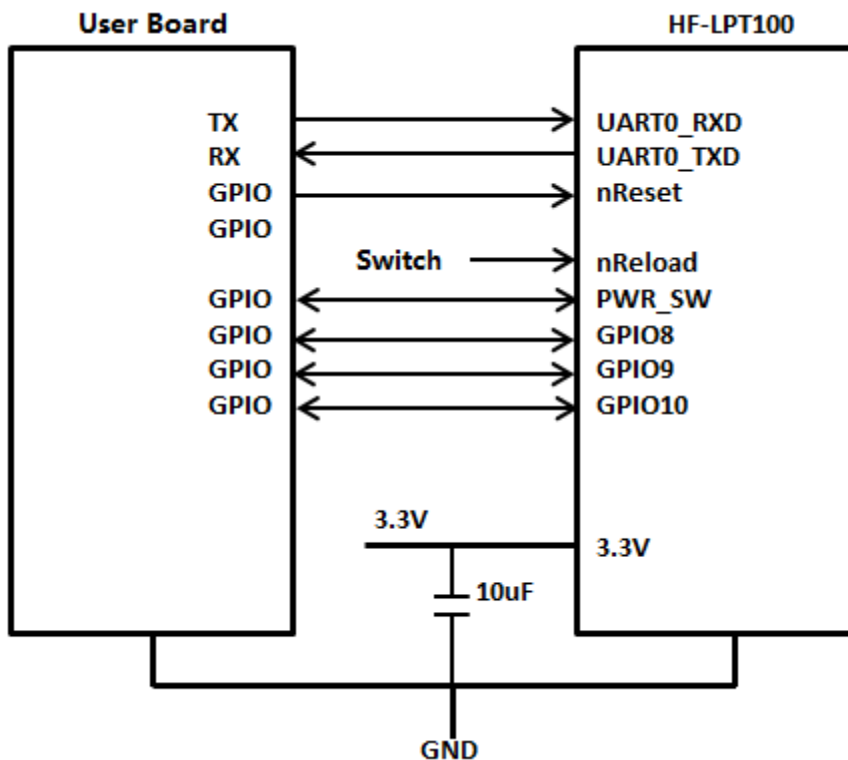 User Board
HF-LPT100
TX
UART0_RXD
RX
UART0_TXD
GPIO
nReset
GPIO
Switch
nReload
GPIO
PWR_SW
GPIO
GPIO8
GPIO
GPIO9
GPIO
GPIO10
3.3V
3.3V
10uF
GND